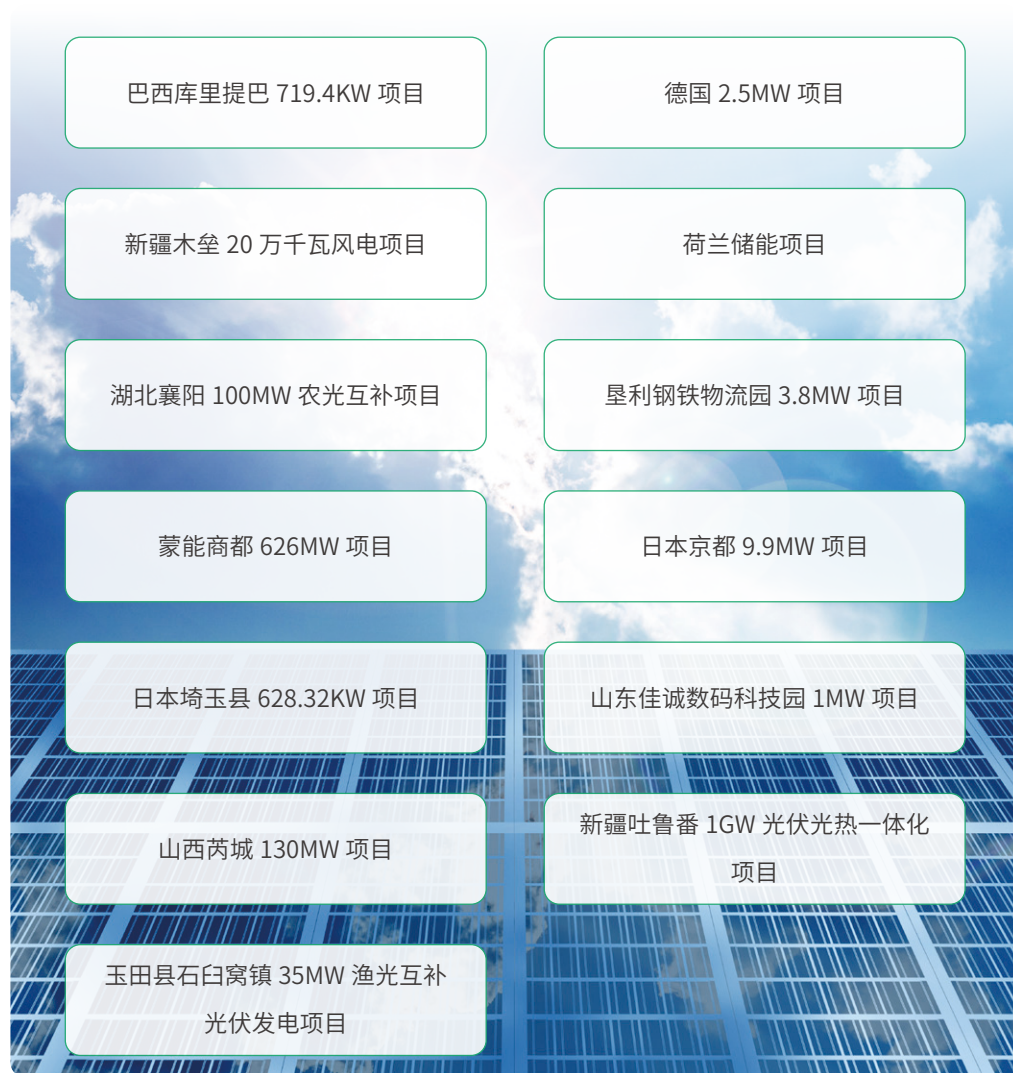 巴西库里提巴 719.4KW 项目
德国 2.5MW 项目
新疆木垒 20 万千瓦风电项目
荷兰储能项目
湖北襄阳 100MW 农光互补项目
垦利钢铁物流园 3.8MW 项目
蒙能商都 626MW 项目
日本京都 9.9MW 项目
日本埼玉县 628.32KW 项目
山东佳诚数码科技园 1MW 项目
山西芮城 130MW 项目
新疆吐鲁番 1GW 光伏光热一体化
项目
玉田县石臼窝镇 35MW 渔光互补
光伏发电项目